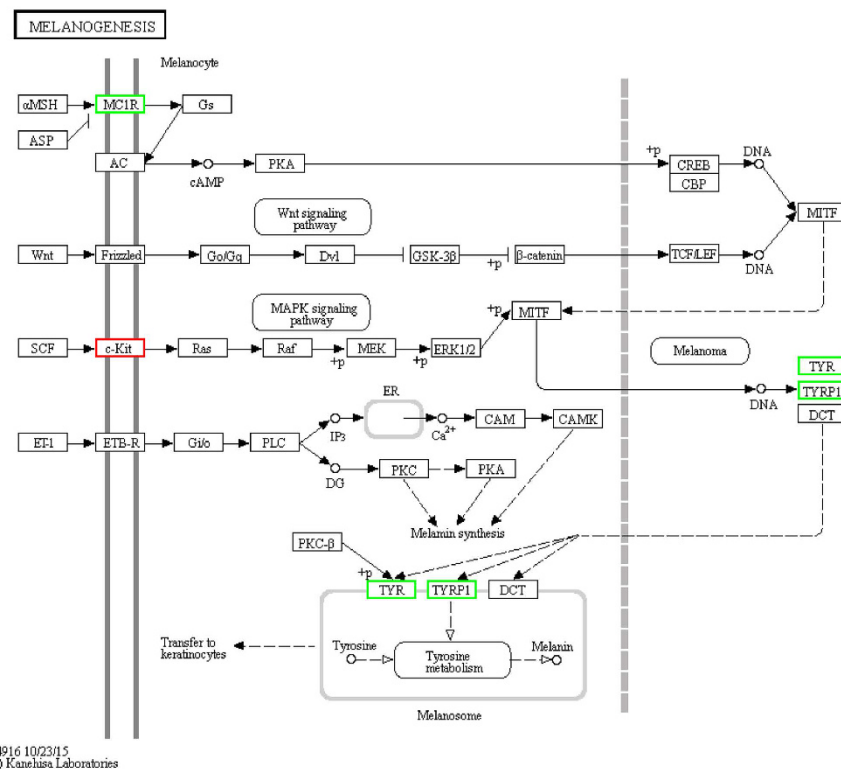 MELANOGENESIS
Melanocyte
αMSH
MC1R
Gs
ASP
AC
cAMP
PKA
+p
CREB
CBP
DNA
MITF
Wnt signaling
pathway
Wnt
Frizzled
Go/Gq
Dvl
GSK-3β
+p
β-catenin
TCF/LEF
DNA
MAPK signaling
pathway
+p
MITF
SCF
c-Kit
Ras
Raf
+p
MEK
+p
ERK1/2
Melanoma
TYR
TYRP1
DCT
DNA
ER
ET-1
ETB-R
Gi/o
PLC
IP3
Ca2+
CAM
CAMK
DG
PKC
PKA
Melamin synthesis
PKC-β
+p
TYR
TYRP1
DCT
Transfer to
keratinocytes
Tyrosine
Tyrosine
metabolism
Melanin
Melanosome
4916 10/23/15
) Kanehisa Laboratories